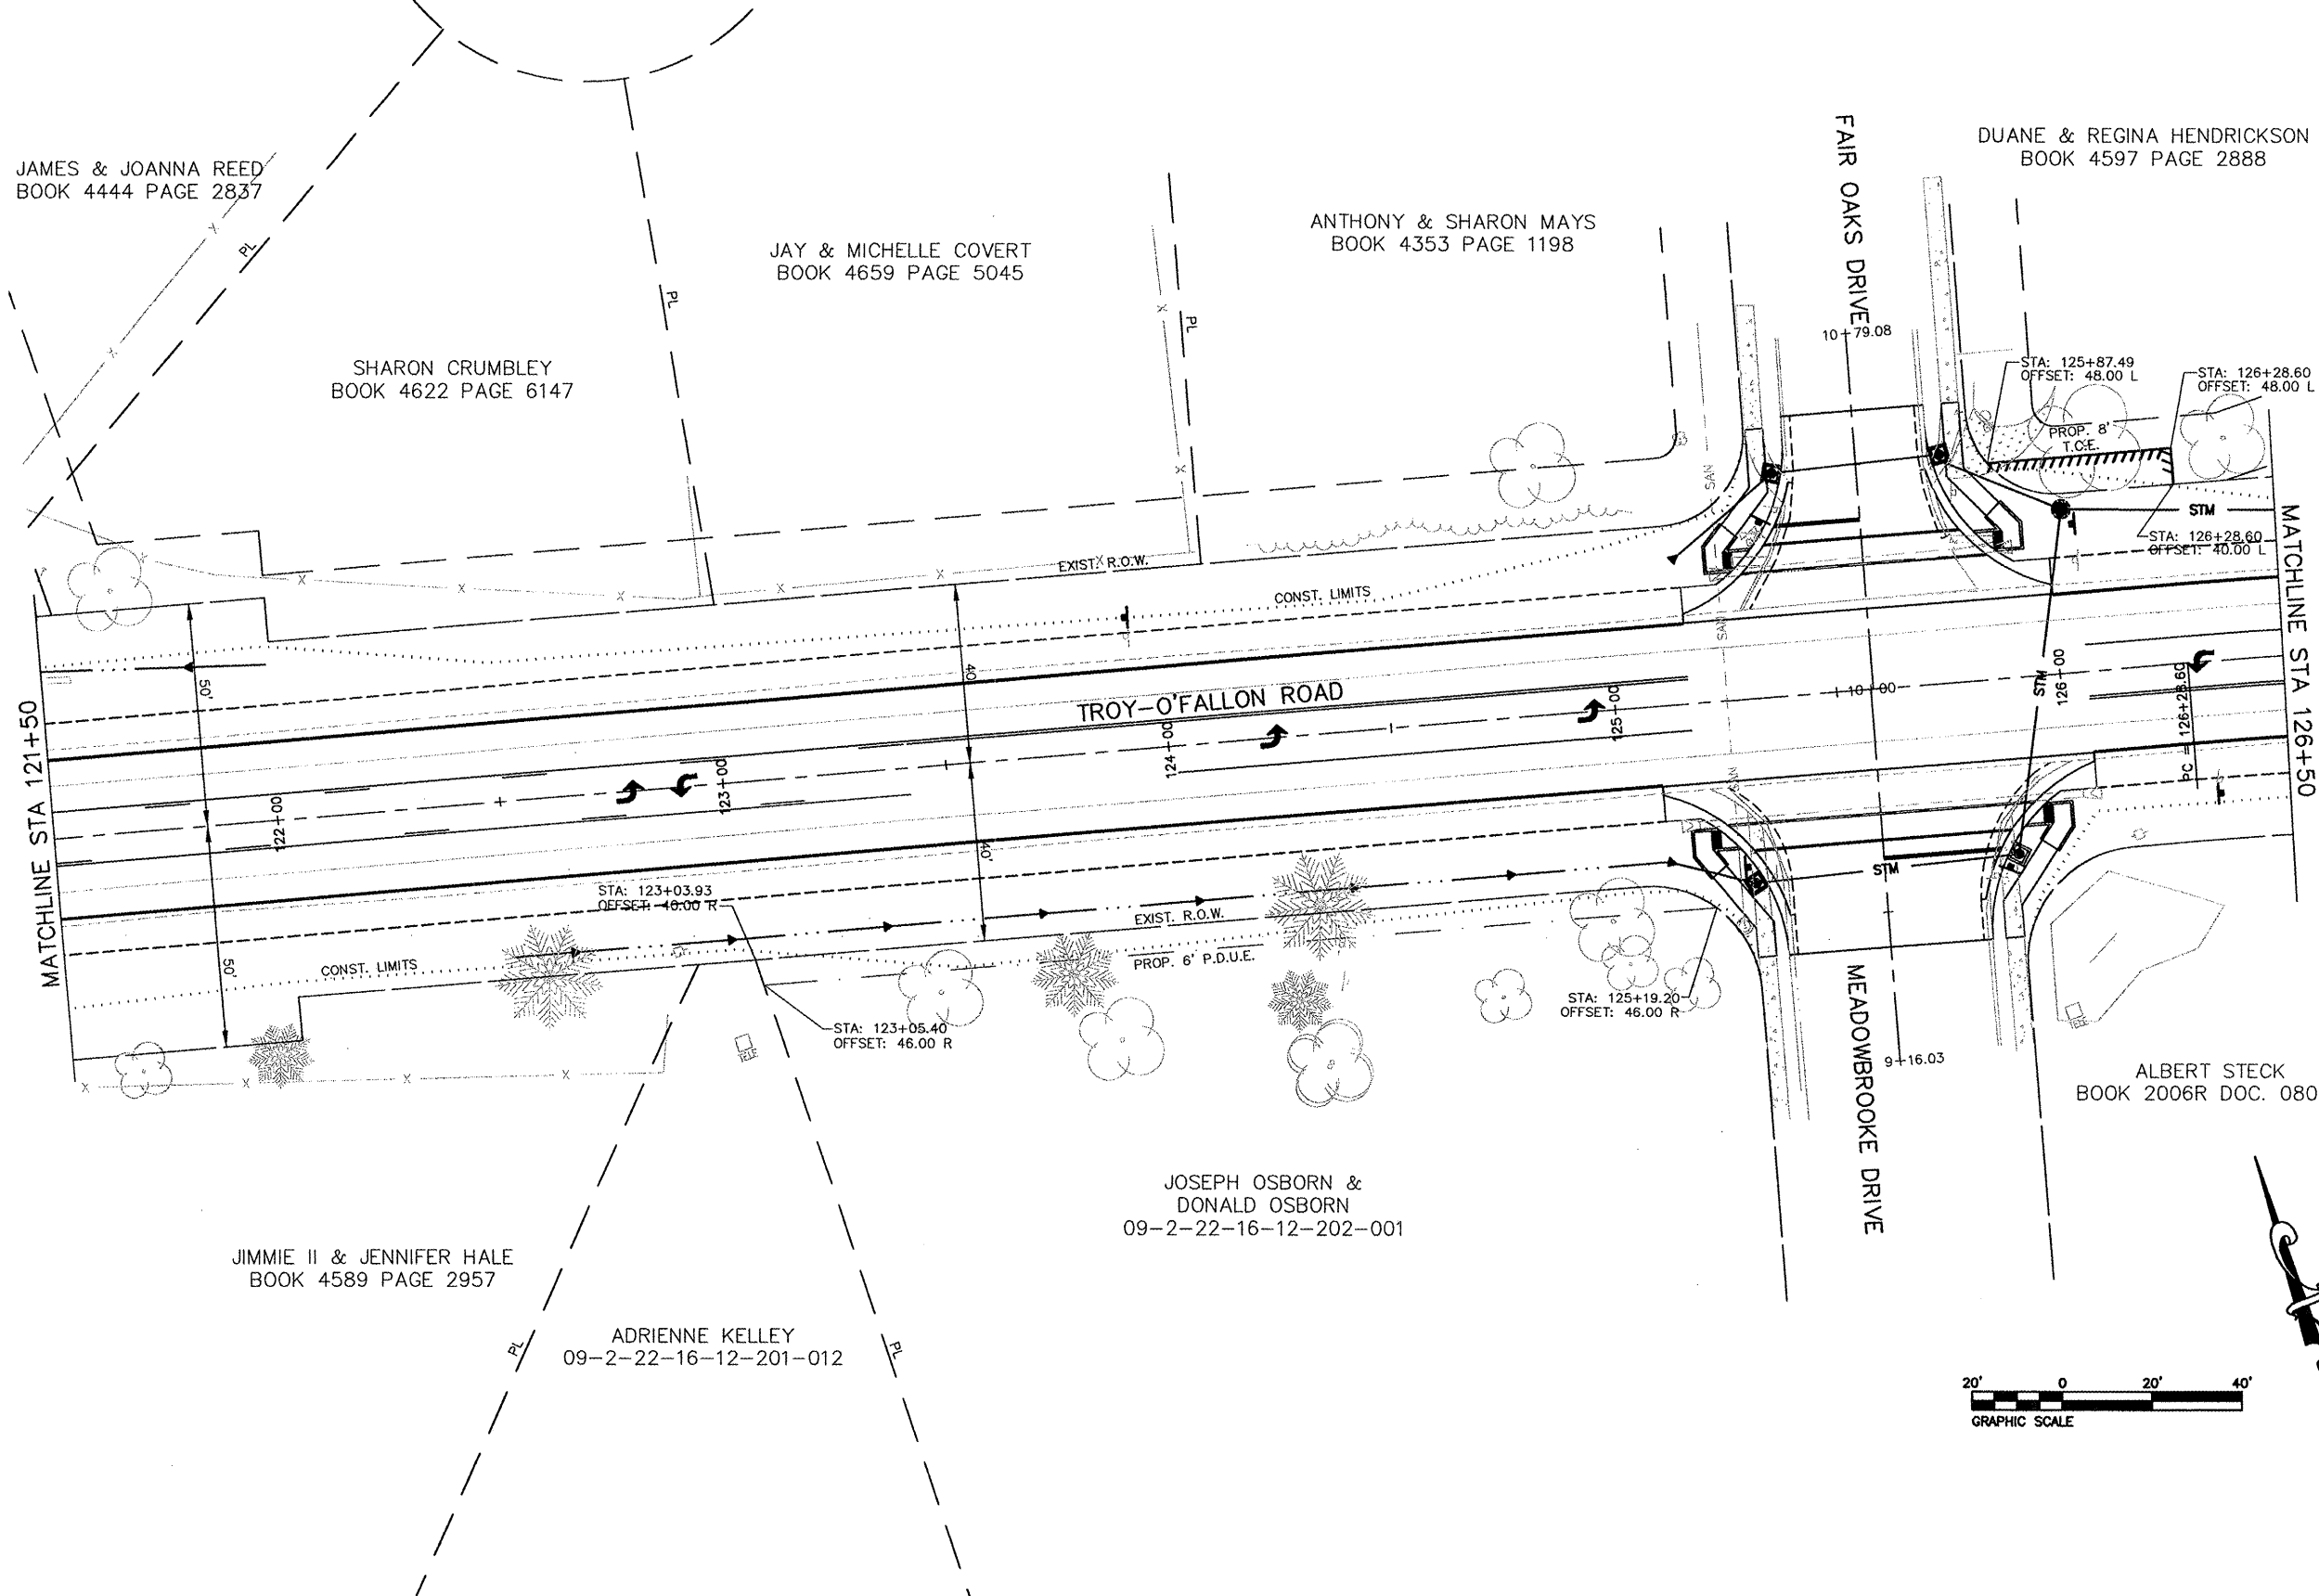 JAMES & JOANNA REED
BOOK 4444 PAGE 2837
PL
SHARON CRUMBLEY
BOOK 4622 PAGE 6147
PL
JAY & MICHELLE COVERT
BOOK 4659 PAGE 5045
PL
ANTHONY & SHARON MAYS
BOOK 4353 PAGE 1198
FAIR OAKS DRIVE
10+79.08
DUANE & REGINA HENDRICKSON
BOOK 4597 PAGE 2888
STA: 125+87.49
OFFSET: 48.00 L
STA: 126+28.60
OFFSET: 48.00 L
PROP. 8'
T.C.E.
STM
STA: 126+28.60
OFFSET: 40.00 L
SAN
SAN
SAN
MATCHLINE STA 121+50
MATCHLINE STA 126+50
EXIST. R.O.W.
CONST. LIMITS
50'
40'
TROY-O'FALLON ROAD
122+00
123+00
124+00
125+00
10+00
STM
126+00
PC = 126+28.60
50'
40'
STM
STA: 123+03.93
OFFSET: 40.00 R
CONST. LIMITS
EXIST. R.O.W.
PROP. 6' P.D.U.E.
STA: 123+05.40
OFFSET: 46.00 R
STA: 125+19.20
OFFSET: 46.00 R
TELE
TELE
MEADOWBROOKE DRIVE
9+16.03
ALBERT STECK
BOOK 2006R DOC. 080
JOSEPH OSBORN &
DONALD OSBORN
09-2-22-16-12-202-001
JIMMIE II & JENNIFER HALE
BOOK 4589 PAGE 2957
ADRIENNE KELLEY
09-2-22-16-12-201-012
PL
PL
20' 0 20' 40'
GRAPHIC SCALE